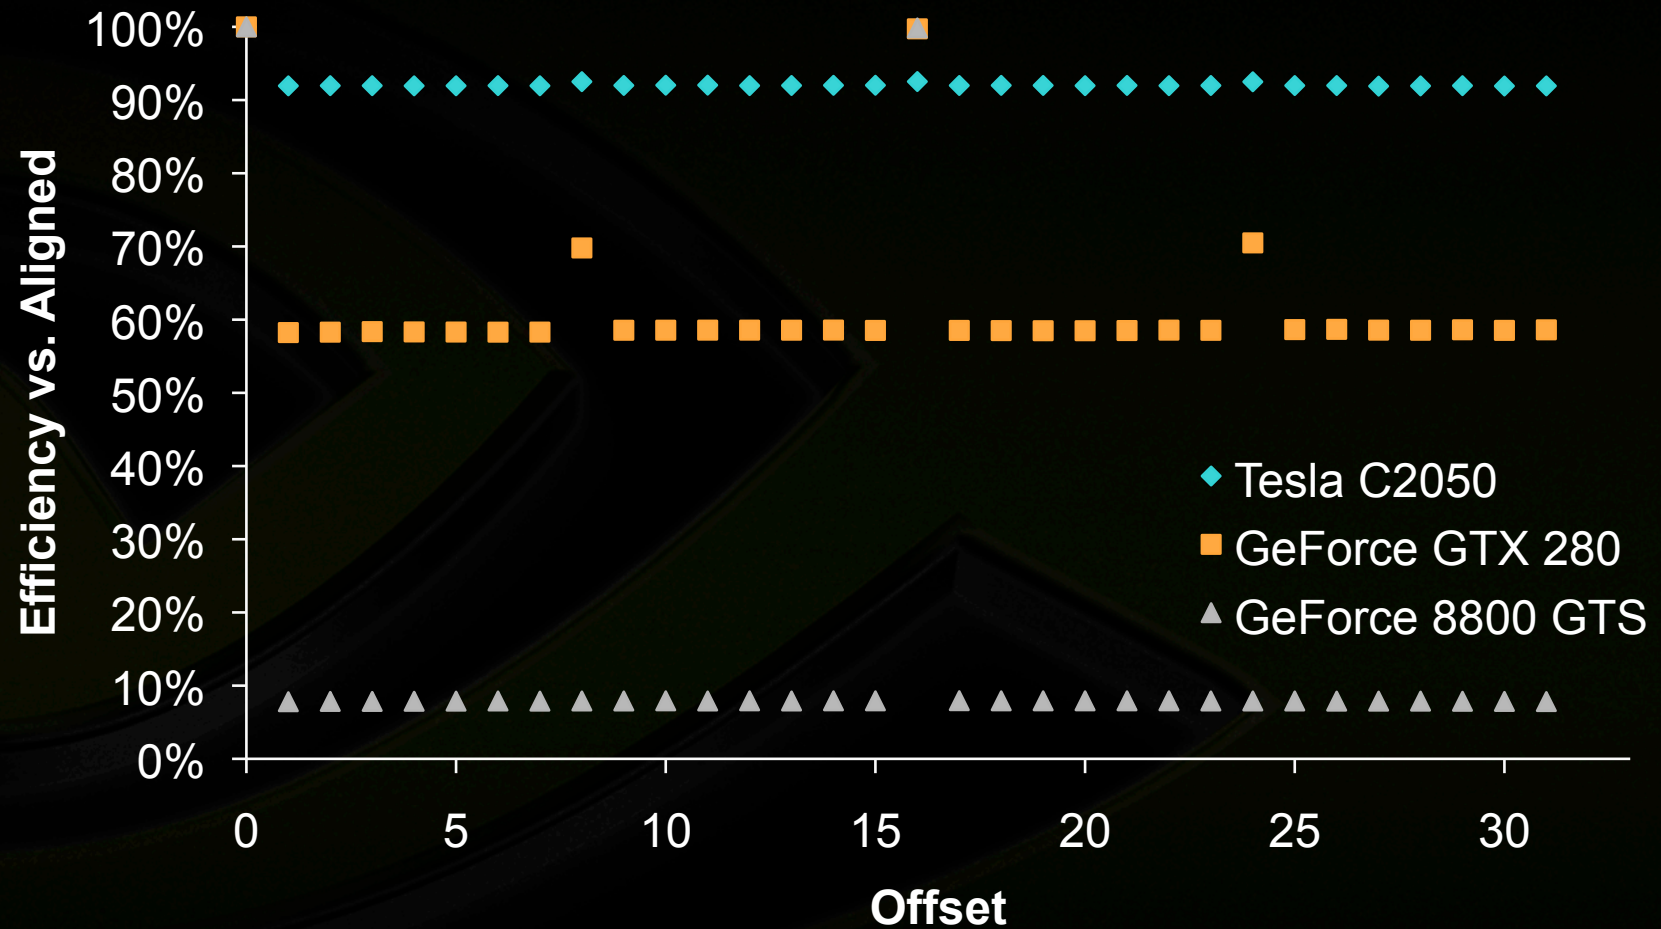 100%
90%
80%
70%
60%
50%
40%
30%
20%
10%
0%
Efficiency vs. Aligned
Tesla C2050
GeForce GTX 280
GeForce 8800 GTS
0 5 10 15 20 25 30
Offset